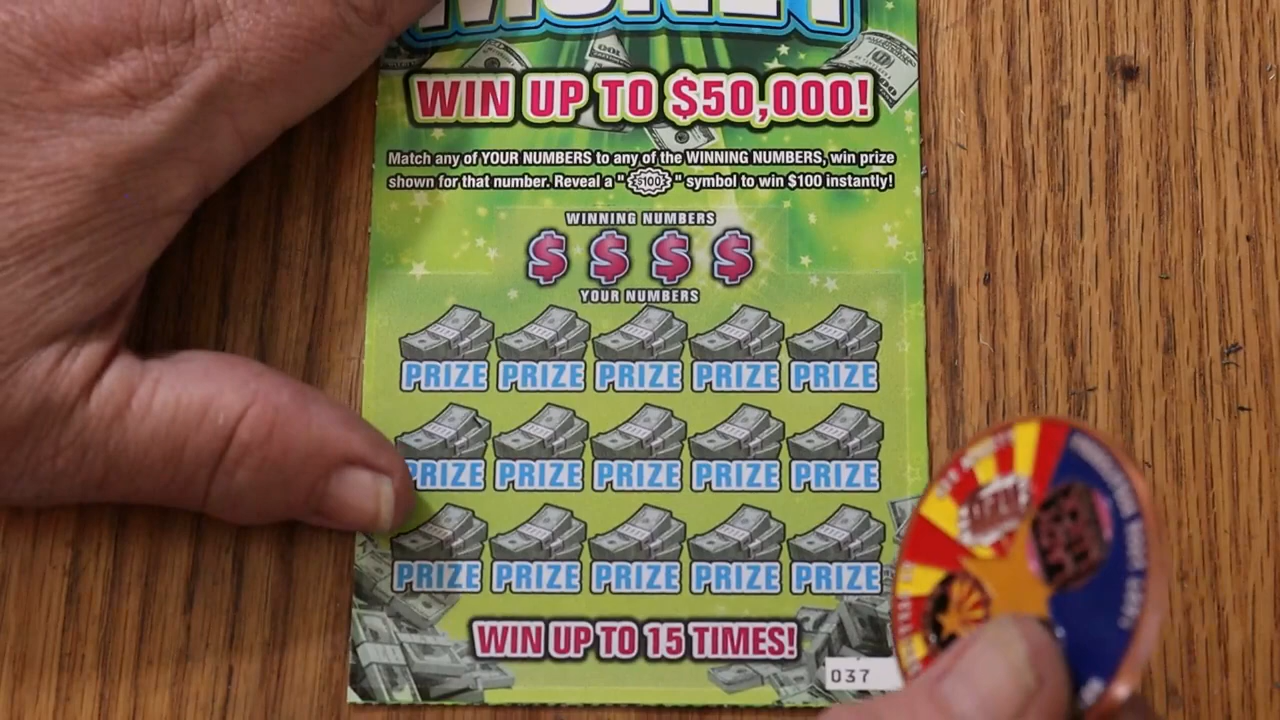 MONEY
WIN UP TO $50,000!
Match any of YOUR NUMBERS to any of the WINNING NUMBERS, win prize
shown for that number. Reveal a "$100" symbol to win $100 instantly!
WINNING NUMBERS
$ $ $ $
YOUR NUMBERS
PRIZE PRIZE PRIZE PRIZE PRIZE
PRIZE PRIZE PRIZE PRIZE PRIZE
PRIZE PRIZE PRIZE PRIZE PRIZE
WIN UP TO 15 TIMES!
037